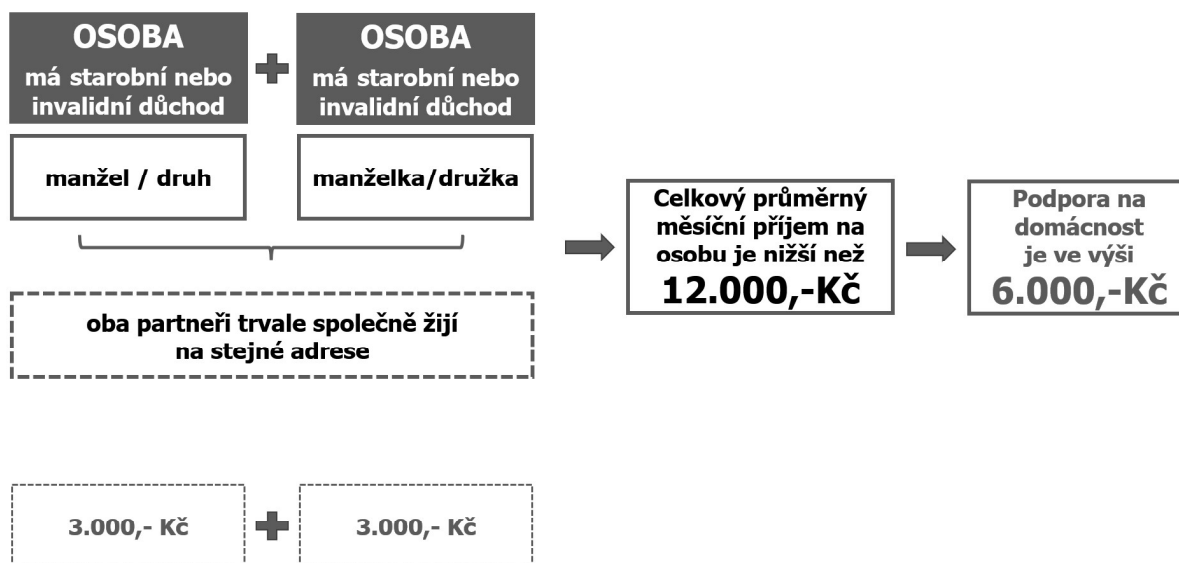 OSOBA
má starobní nebo
invalidní důchod
OSOBA
má starobní nebo
invalidní důchod
manžel / druh
manželka/družka
oba partneři trvale společně žijí
na stejné adrese
Celkový průměrný
měsíční příjem na
osobu je nižší než
12.000,-Kč
Podpora na
domácnost
je ve výši
6.000,-Kč
3.000,- Kč
3.000,- Kč